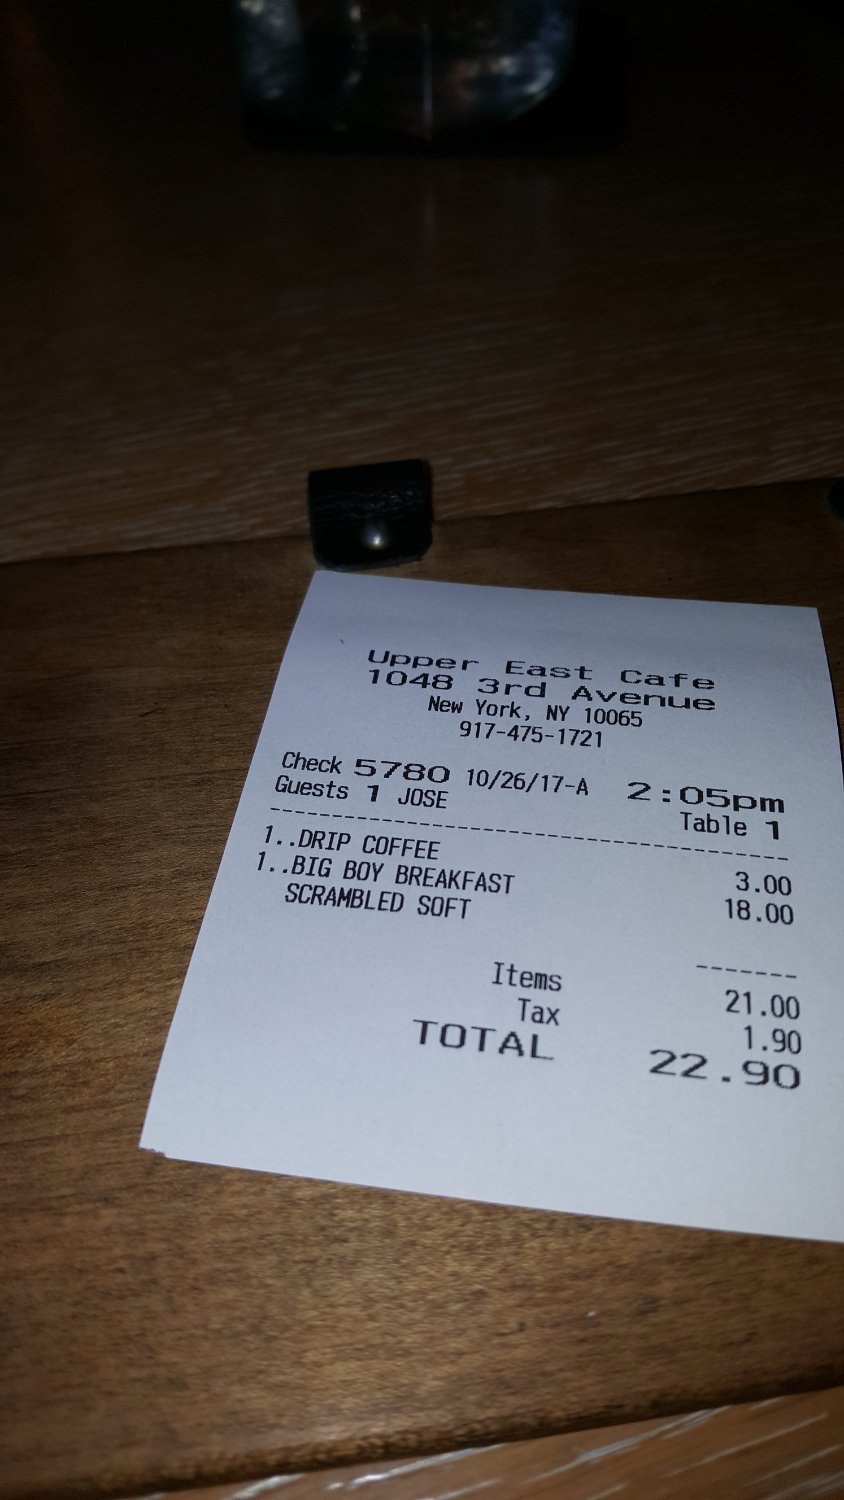 Upper East Cafe
1048 3rd Avenue
New York, NY 10065
917-475-1721
Check 5780 10/26/17-A 2:05pm
Guests 1 JOSE Table 1
1..DRIP COFFEE 3.00
1..BIG BOY BREAKFAST 18.00
SCRAMBLED SOFT
Items 21.00
Tax 1.90
TOTAL 22.90